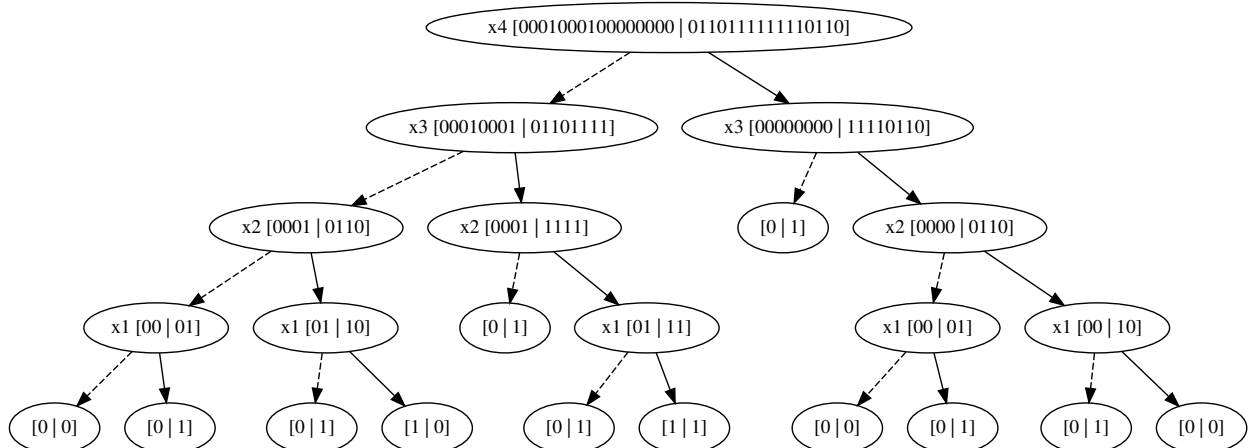 x4 [0001000100000000 | 0110111111110110]
x3 [00010001 | 01101111]
x3 [00000000 | 11110110]
x2 [0001 | 0110]
x2 [0001 | 1111]
[0 | 1]
x2 [0000 | 0110]
x1 [00 | 01]
x1 [01 | 10]
[0 | 1]
x1 [01 | 11]
x1 [00 | 01]
x1 [00 | 10]
[0 | 0]
[0 | 1]
[0 | 1]
[1 | 0]
[0 | 1]
[1 | 1]
[0 | 0]
[0 | 1]
[0 | 1]
[0 | 0]